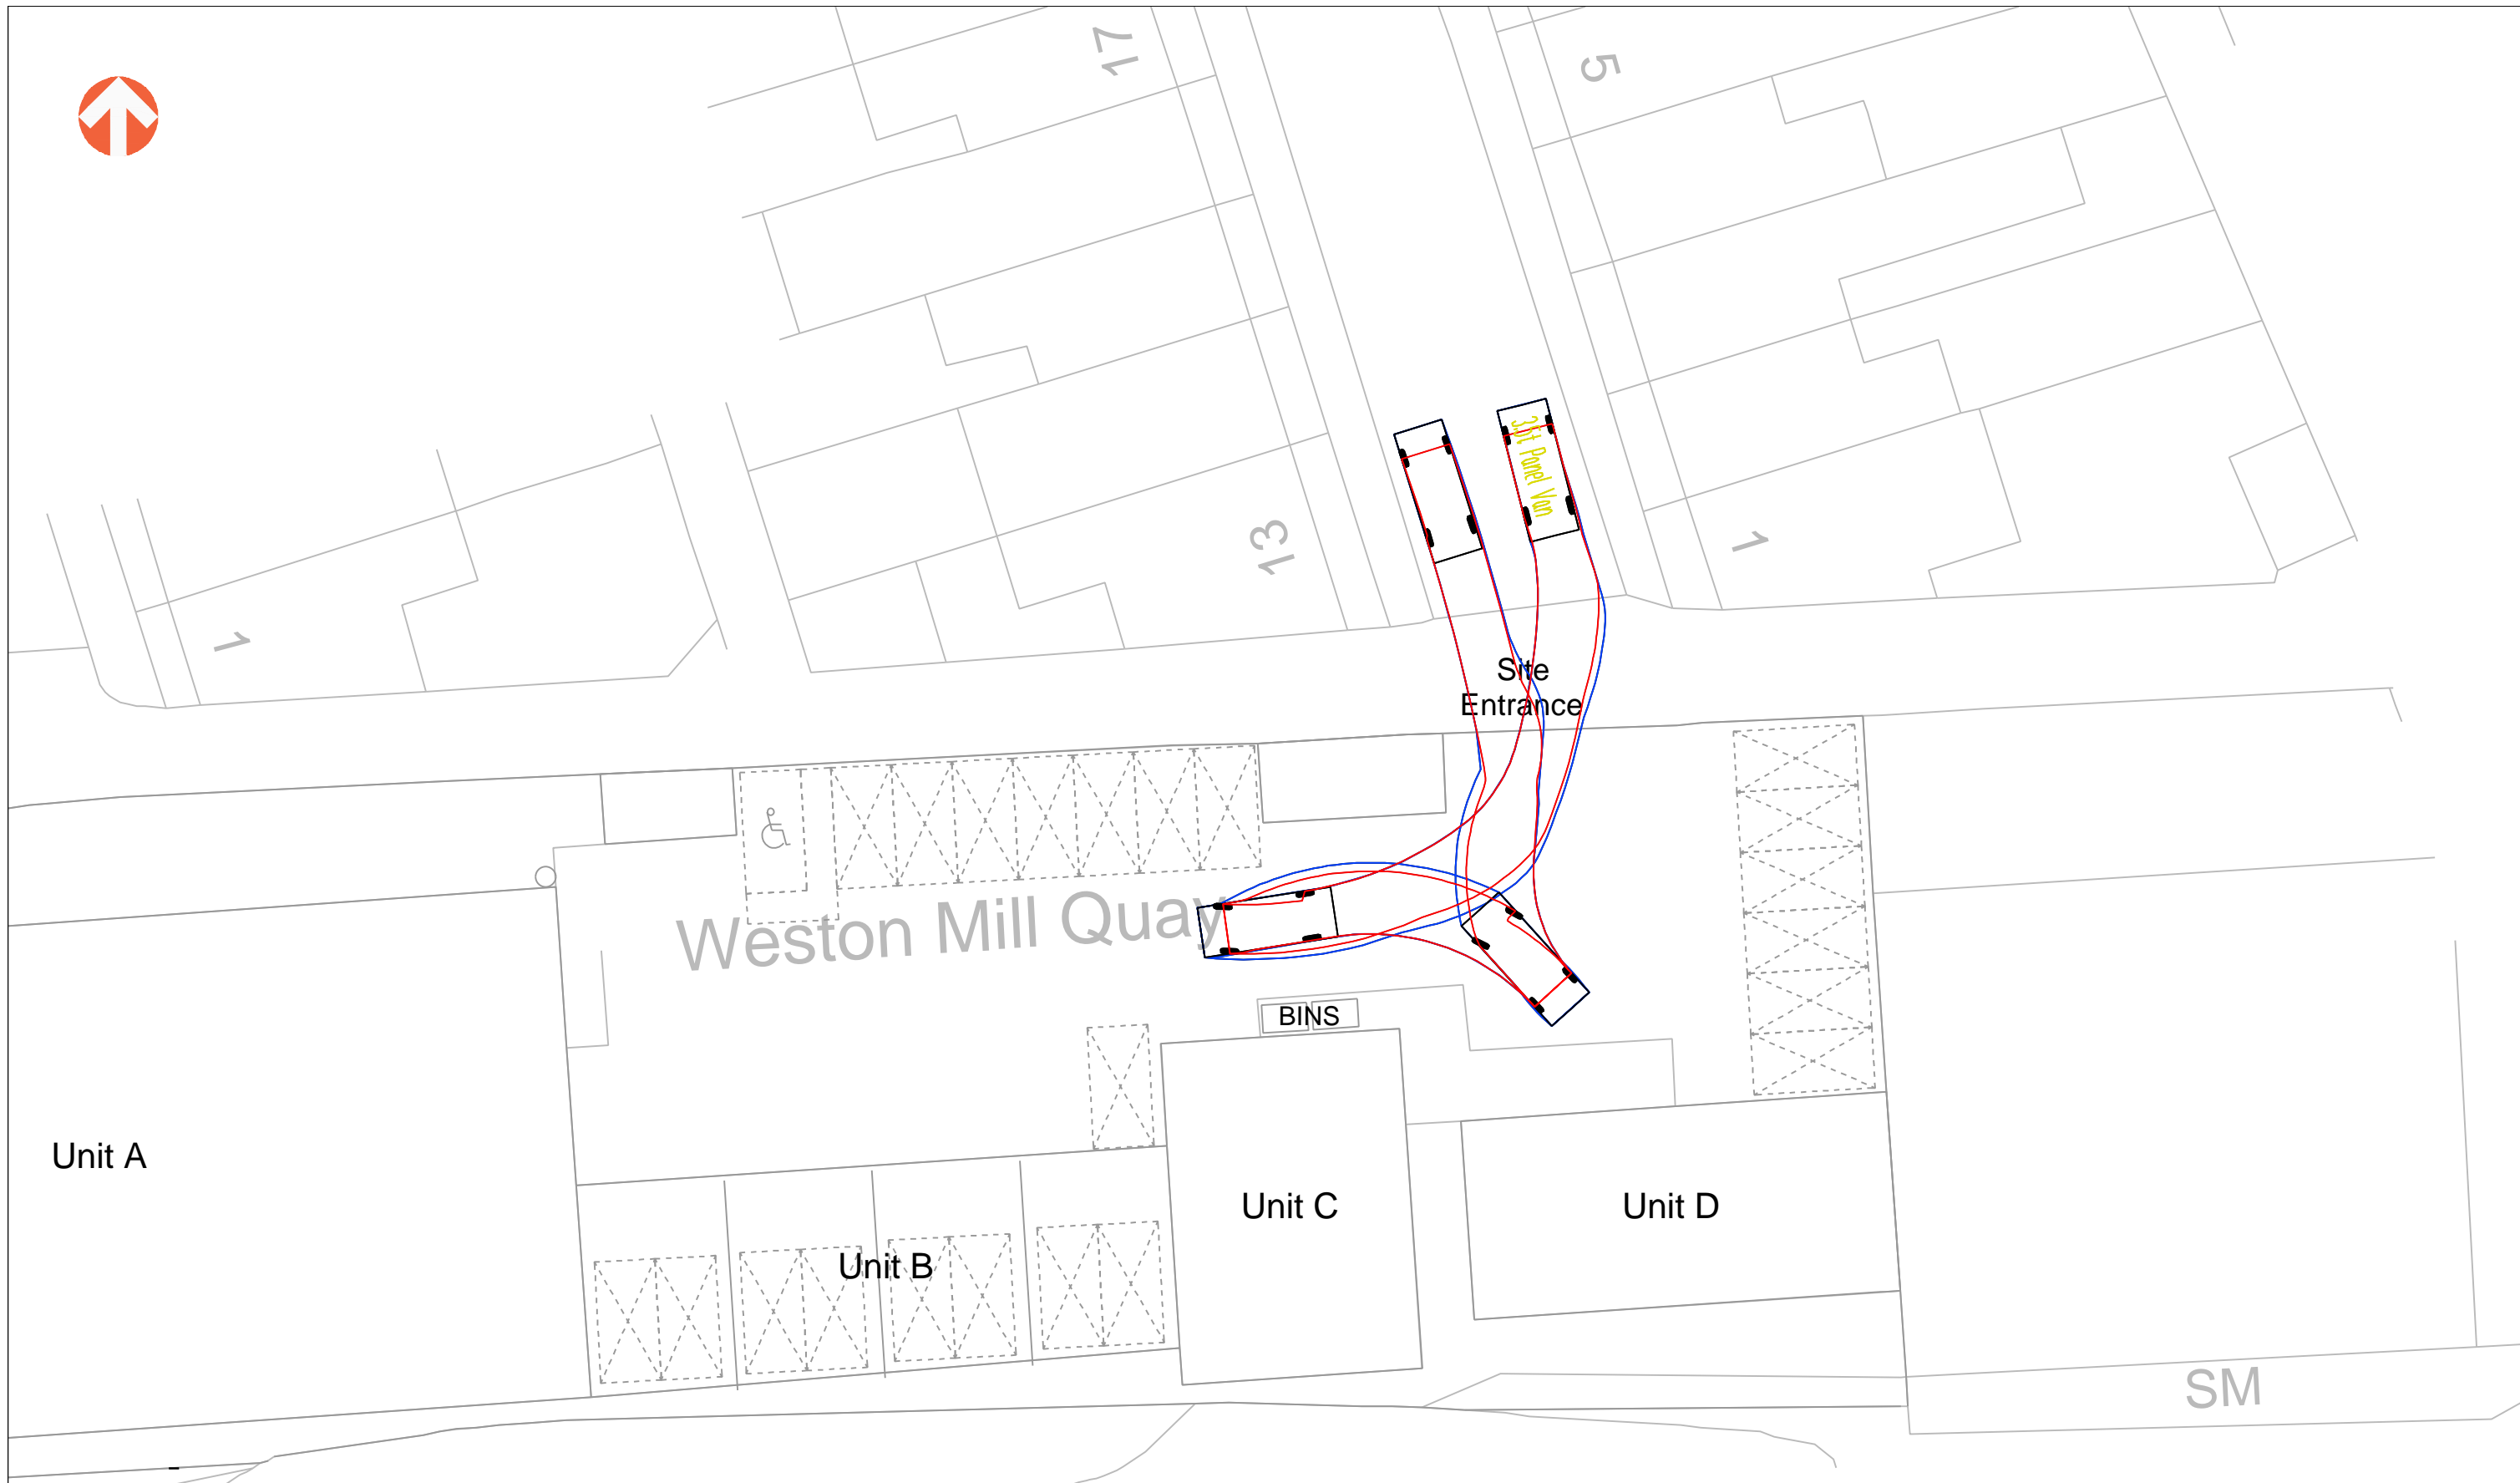 17
5
3.5t Panel Van
13
1
1
Site
Entrance
Weston Mill Quay
BINS
Unit A
Unit C
Unit D
Unit B
SM